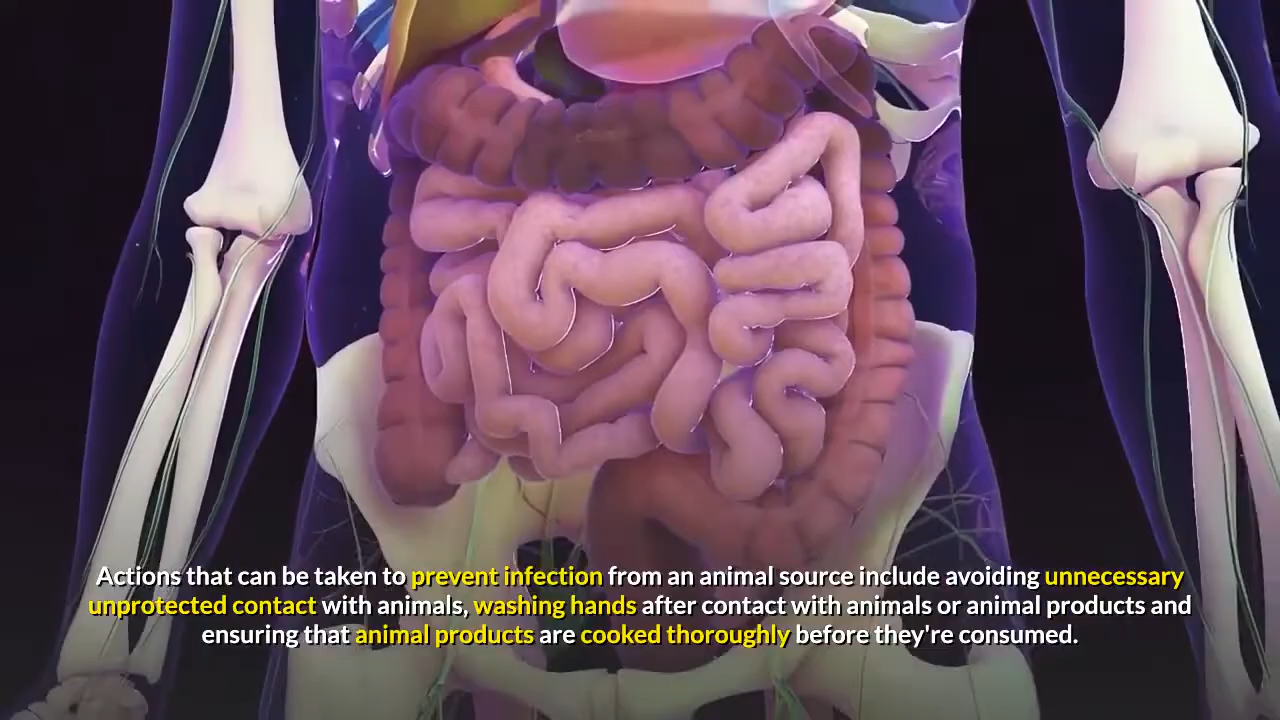 Actions that can be taken to prevent infection from an animal source include avoiding unnecessary
unprotected contact with animals, washing hands after contact with animals or animal products and
ensuring that animal products are cooked thoroughly before they're consumed.